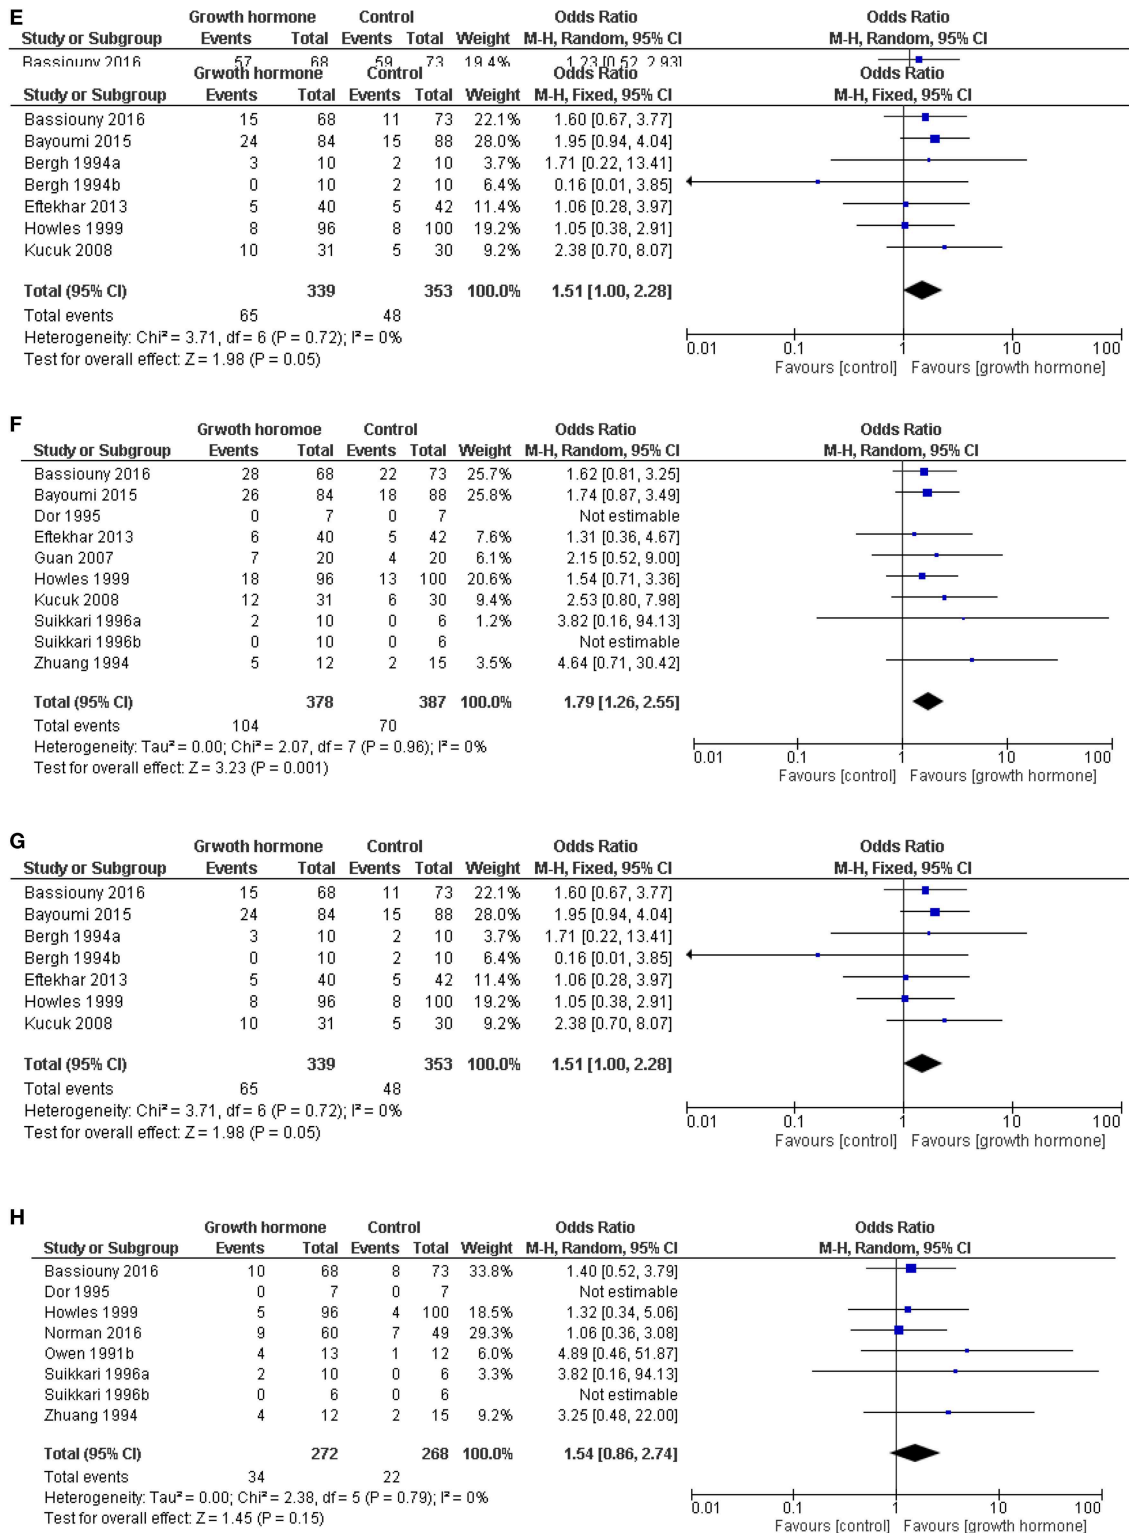 E
Growth hormone Control Odds Ratio Odds Ratio
Study or Subgroup Events Total Events Total Weight M-H, Random, 95% CI M-H, Random, 95% CI
Bassiouny 2016 57 68 59 73 19.4% 1.23 [0.52, 2.93]
Grwoth hormone Control Odds Ratio Odds Ratio
Study or Subgroup Events Total Events Total Weight M-H, Fixed, 95% CI M-H, Fixed, 95% CI
Bassiouny 2016 15 68 11 73 22.1% 1.60 [0.67, 3.77]
Bayoumi 2015 24 84 15 88 28.0% 1.95 [0.94, 4.04]
Bergh 1994a 3 10 2 10 3.7% 1.71 [0.22, 13.41]
Bergh 1994b 0 10 2 10 6.4% 0.16 [0.01, 3.85]
Eftekhar 2013 5 40 5 42 11.4% 1.06 [0.28, 3.97]
Howles 1999 8 96 8 100 19.2% 1.05 [0.38, 2.91]
Kucuk 2008 10 31 5 30 9.2% 2.38 [0.70, 8.07]
Total (95% CI) 339 353 100.0% 1.51 [1.00, 2.28]
Total events 65 48
Heterogeneity: Chi² = 3.71, df = 6 (P = 0.72); I² = 0%
Test for overall effect: Z = 1.98 (P = 0.05)
0.01 0.1 1 10 100
Favours [control] Favours [growth hormone]
F
Grwoth horomoe Control Odds Ratio Odds Ratio
Study or Subgroup Events Total Events Total Weight M-H, Random, 95% CI M-H, Random, 95% CI
Bassiouny 2016 28 68 22 73 25.7% 1.62 [0.81, 3.25]
Bayoumi 2015 26 84 18 88 25.8% 1.74 [0.87, 3.49]
Dor 1995 0 7 0 7 Not estimable
Eftekhar 2013 6 40 5 42 7.6% 1.31 [0.36, 4.67]
Guan 2007 7 20 4 20 6.1% 2.15 [0.52, 9.00]
Howles 1999 18 96 13 100 20.6% 1.54 [0.71, 3.36]
Kucuk 2008 12 31 6 30 9.4% 2.53 [0.80, 7.98]
Suikkari 1996a 2 10 0 6 1.2% 3.82 [0.16, 94.13]
Suikkari 1996b 0 10 0 6 Not estimable
Zhuang 1994 5 12 2 15 3.5% 4.64 [0.71, 30.42]
Total (95% CI) 378 387 100.0% 1.79 [1.26, 2.55]
Total events 104 70
Heterogeneity: Tau² = 0.00; Chi² = 2.07, df = 7 (P = 0.96); I² = 0%
Test for overall effect: Z = 3.23 (P = 0.001)
0.01 0.1 1 10 100
Favours [control] Favours [growth hormone]
G
Grwoth hormone Control Odds Ratio Odds Ratio
Study or Subgroup Events Total Events Total Weight M-H, Fixed, 95% CI M-H, Fixed, 95% CI
Bassiouny 2016 15 68 11 73 22.1% 1.60 [0.67, 3.77]
Bayoumi 2015 24 84 15 88 28.0% 1.95 [0.94, 4.04]
Bergh 1994a 3 10 2 10 3.7% 1.71 [0.22, 13.41]
Bergh 1994b 0 10 2 10 6.4% 0.16 [0.01, 3.85]
Eftekhar 2013 5 40 5 42 11.4% 1.06 [0.28, 3.97]
Howles 1999 8 96 8 100 19.2% 1.05 [0.38, 2.91]
Kucuk 2008 10 31 5 30 9.2% 2.38 [0.70, 8.07]
Total (95% CI) 339 353 100.0% 1.51 [1.00, 2.28]
Total events 65 48
Heterogeneity: Chi² = 3.71, df = 6 (P = 0.72); I² = 0%
Test for overall effect: Z = 1.98 (P = 0.05)
0.01 0.1 1 10 100
Favours [control] Favours [growth hormone]
H
Growth hormone Control Odds Ratio Odds Ratio
Study or Subgroup Events Total Events Total Weight M-H, Random, 95% CI M-H, Random, 95% CI
Bassiouny 2016 10 68 8 73 33.8% 1.40 [0.52, 3.79]
Dor 1995 0 7 0 7 Not estimable
Howles 1999 5 96 4 100 18.5% 1.32 [0.34, 5.06]
Norman 2016 9 60 7 49 29.3% 1.06 [0.36, 3.08]
Owen 1991b 4 13 1 12 6.0% 4.89 [0.46, 51.87]
Suikkari 1996a 2 10 0 6 3.3% 3.82 [0.16, 94.13]
Suikkari 1996b 0 6 0 6 Not estimable
Zhuang 1994 4 12 2 15 9.2% 3.25 [0.48, 22.00]
Total (95% CI) 272 268 100.0% 1.54 [0.86, 2.74]
Total events 34 22
Heterogeneity: Tau² = 0.00; Chi² = 2.38, df = 5 (P = 0.79); I² = 0%
Test for overall effect: Z = 1.45 (P = 0.15)
0.01 0.1 1 10 100
Favours [control] Favours [growth hormone]